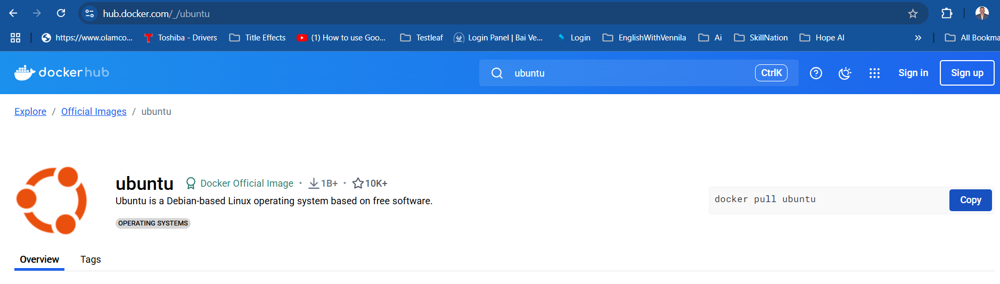 hub.docker.com/_/ubuntu
https://www.olamco... Toshiba - Drivers Title Effects (1) How to use Goo... Testleaf Login Panel | Bai Ve... Login EnglishWithVennila Ai SkillNation Hope AI » All Bookma
docker hub ubuntu CtrlK Sign in Sign up
Explore / Official Images / ubuntu
ubuntu Docker Official Image • 1B+ • 10K+
Ubuntu is a Debian-based Linux operating system based on free software.
docker pull ubuntu Copy
OPERATING SYSTEMS
Overview Tags